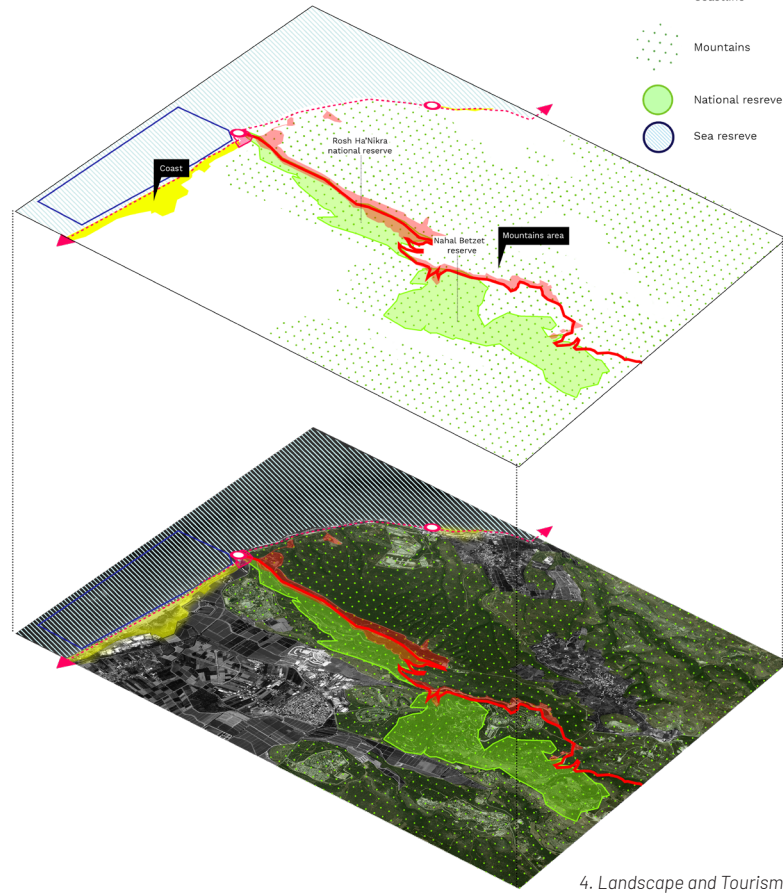 Mountains
National resreve
Sea resreve
Rosh Ha'Nikra
national reserve
Coast
Nahal Betzet
reserve
Mountains area
4. Landscape and Tourism